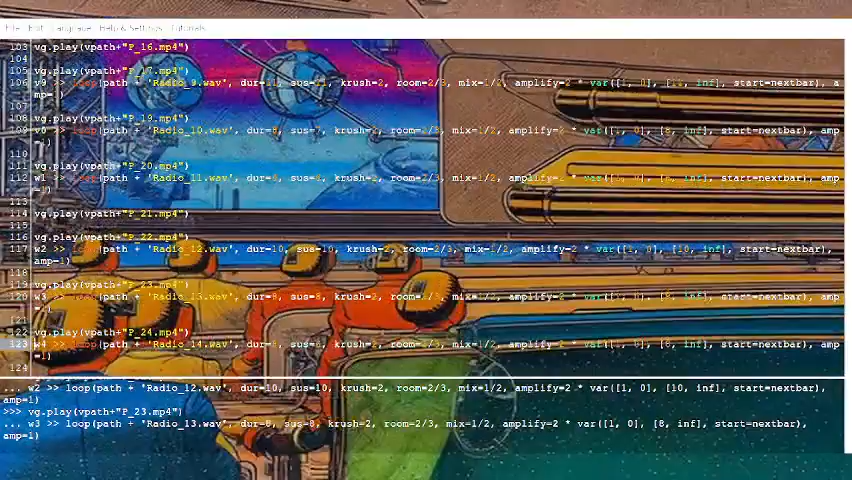 File Edit Language Help & Settings Tutorials
103 vg.play(vpath+"P_16.mp4")
104
105 vg.play(vpath+"P_17.mp4")
106 v9 >> loop(path + 'Radio_9.wav', sus=7, krush=2, room=2/3, mix=1/2, amplify=2 * var([1, 0], inf], start=nextbar), a
mp=1)
107
108 vg.play(vpath+"P_19.mp4")
109 v0 >> loop(path + 'Radio_10.wav', krush=2, room=2/3, mix=1/2, amplify=2 * var([1, 0], [8, inf], start=nextbar), amp
=1)
110
111 vg.play(vpath+"P_20.mp4")
112 w1 >> loop(path + 'Radio_11.wav', krush=2, room=2/3, mix=1/2, amplify=2 * var([1, 0], inf], start=nextbar), amp
=1)
113
114 vg.play(vpath+"P_21.mp4")
115
116 vg.play(vpath+"P_22.mp4")
117 w2 >> loop(path + 'Radio_12.wav', dur=10, sus=10, krush=2, room=2/3, mix=1/2, amplify=2 * var([1, 0], [10, inf], start=nextbar),
amp=1)
118
119 vg.play(vpath+"P_23.mp4")
120 w3 >> loop(path + 'Radio_13.wav', dur=8, sus=8, krush=2, room=2/3, mix=1/2, amplify=2 * var([1, 0], [8, inf], start=nextbar), amp
=1)
121
122 vg.play(vpath+"P_24.mp4")
123 w4 >> loop(path + 'Radio_14.wav', dur=8, sus=8, krush=2, room=2/3, mix=1/2, amplify=2 * var([1, 0], [8, inf], start=nextbar), amp
=1)
124
... w2 >> loop(path + 'Radio_12.wav', dur=10, sus=10, krush=2, room=2/3, mix=1/2, amplify=2 * var([1, 0], [10, inf], start=nextbar),
amp=1)
>>> vg.play(vpath+"P_23.mp4")
... w3 >> loop(path + 'Radio_13.wav', dur=8, sus=8, krush=2, room=2/3, mix=1/2, amplify=2 * var([1, 0], [8, inf], start=nextbar),
amp=1)